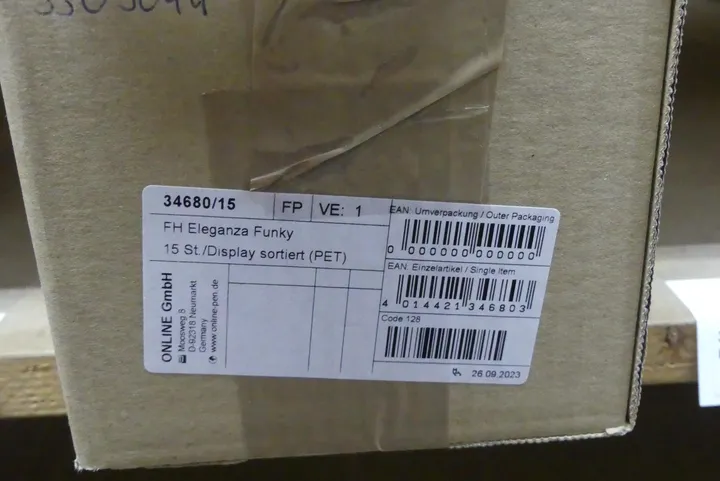 34680/15
FP
VE: 1
FH Eleganza Funky
15 St./Display sortiert (PET)
ONLINE GmbH
Moosweg 8
D-92318 Neumarkt
Germany
www.online-pen.de
EAN: Umverpackung / Outer Packaging
0 000000 000000
EAN: Einzelartikel / Single Item
4 014421 346803
Code 128
26.09.2023